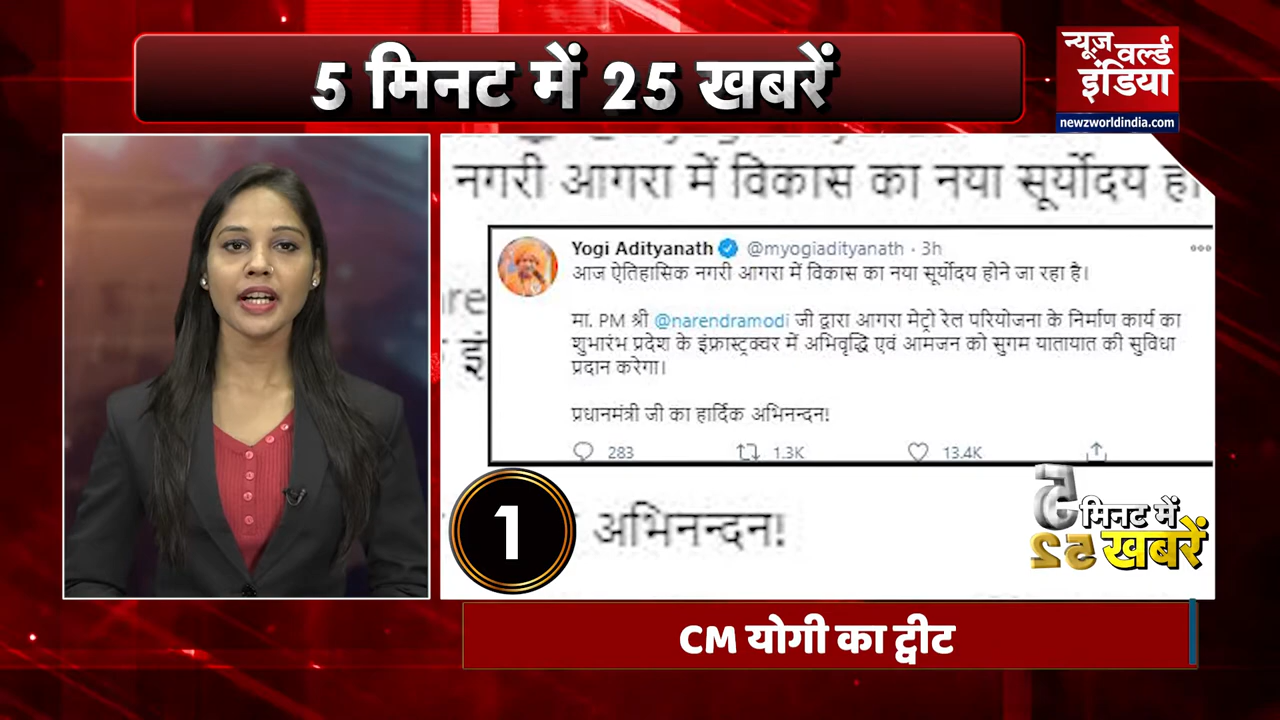 5 मिनट में 25 खबरें
न्यूज़
वर्ल्ड
इंडिया
newzworldindia.com
नगरी आगरा में विकास का नया सूर्योदय
Yogi Adityanath @myogiadityanath · 3h
आज ऐतिहासिक नगरी आगरा में विकास का नया सूर्योदय होने जा रहा है।
मा. PM श्री @narendramodi जी द्वारा आगरा मेट्रो रेल परियोजना के निर्माण कार्य का
शुभारंभ प्रदेश के इंफ्रास्ट्रक्चर में अभिवृद्धि एवं आमजन को सुगम यातायात की सुविधा
प्रदान करेगा।
प्रधानमंत्री जी का हार्दिक अभिनन्दन!
283 1.3K 13.4K
1
अभिनन्दन!
5 मिनट में
25 खबरें
CM योगी का ट्वीट